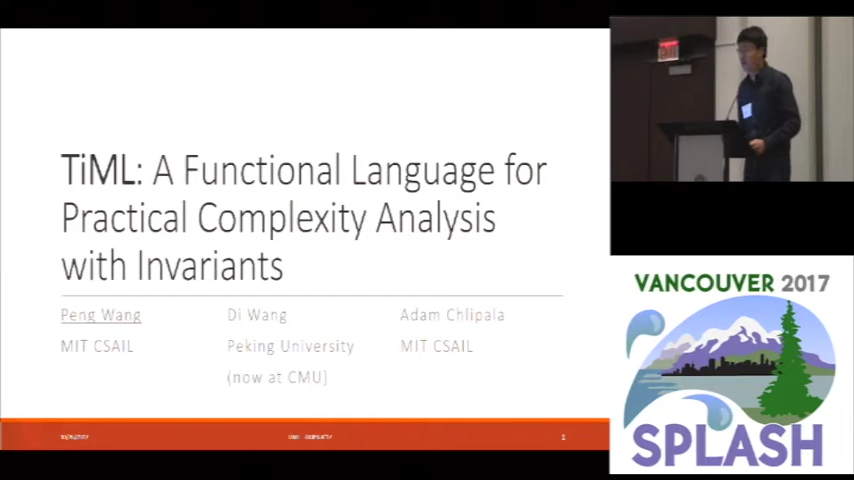 TiML: A Functional Language for
Practical Complexity Analysis
with Invariants
Peng Wang
MIT CSAIL
Di Wang
Peking University
(now at CMU)
Adam Chlipala
MIT CSAIL
1
VANCOUVER 2017
SPLASH